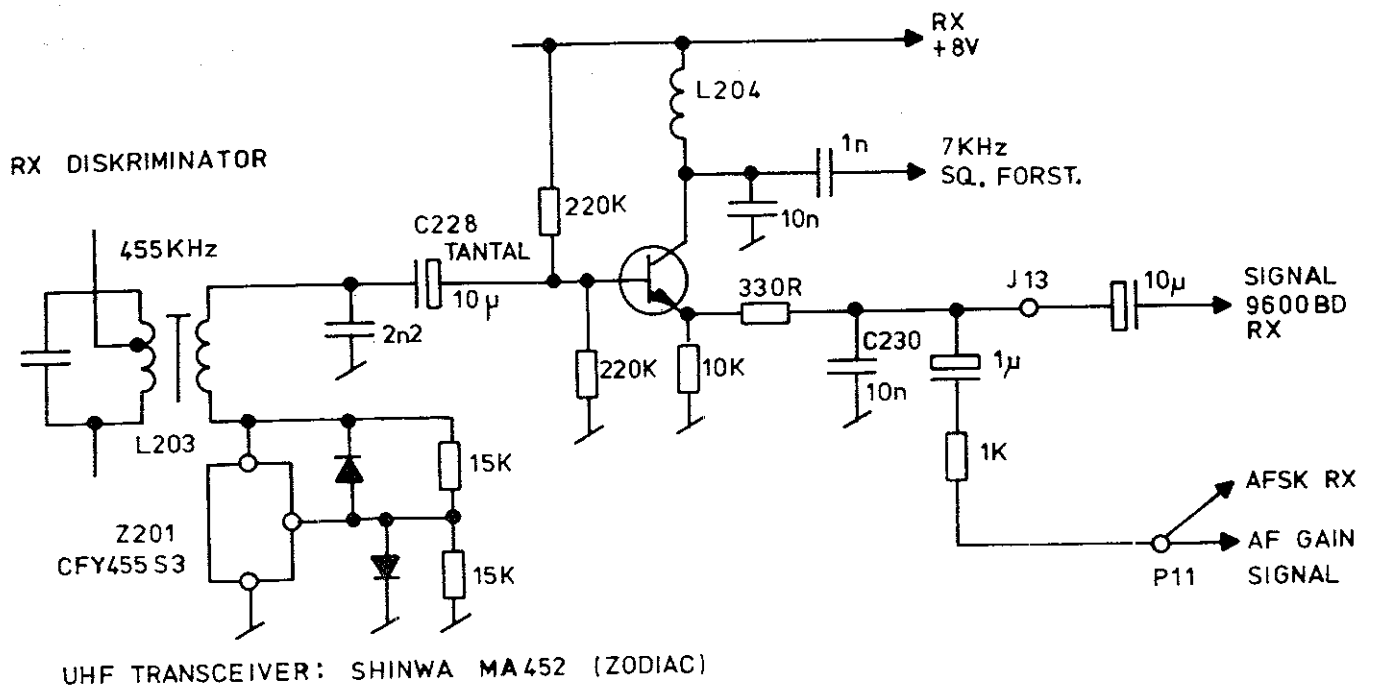 RX
+8V
L204
RX DISKRIMINATOR
1n
7KHz
SQ. FORST.
220K
10n
C228
TANTAL
455KHz
10µ
330R
J13
10µ
SIGNAL
9600BD
RX
2n2
C230
220K
10K
10n
1µ
L203
15K
1K
AFSK RX
Z201
CFY455S3
AF GAIN
SIGNAL
15K
P11
UHF TRANSCEIVER: SHINWA MA452 (ZODIAC)